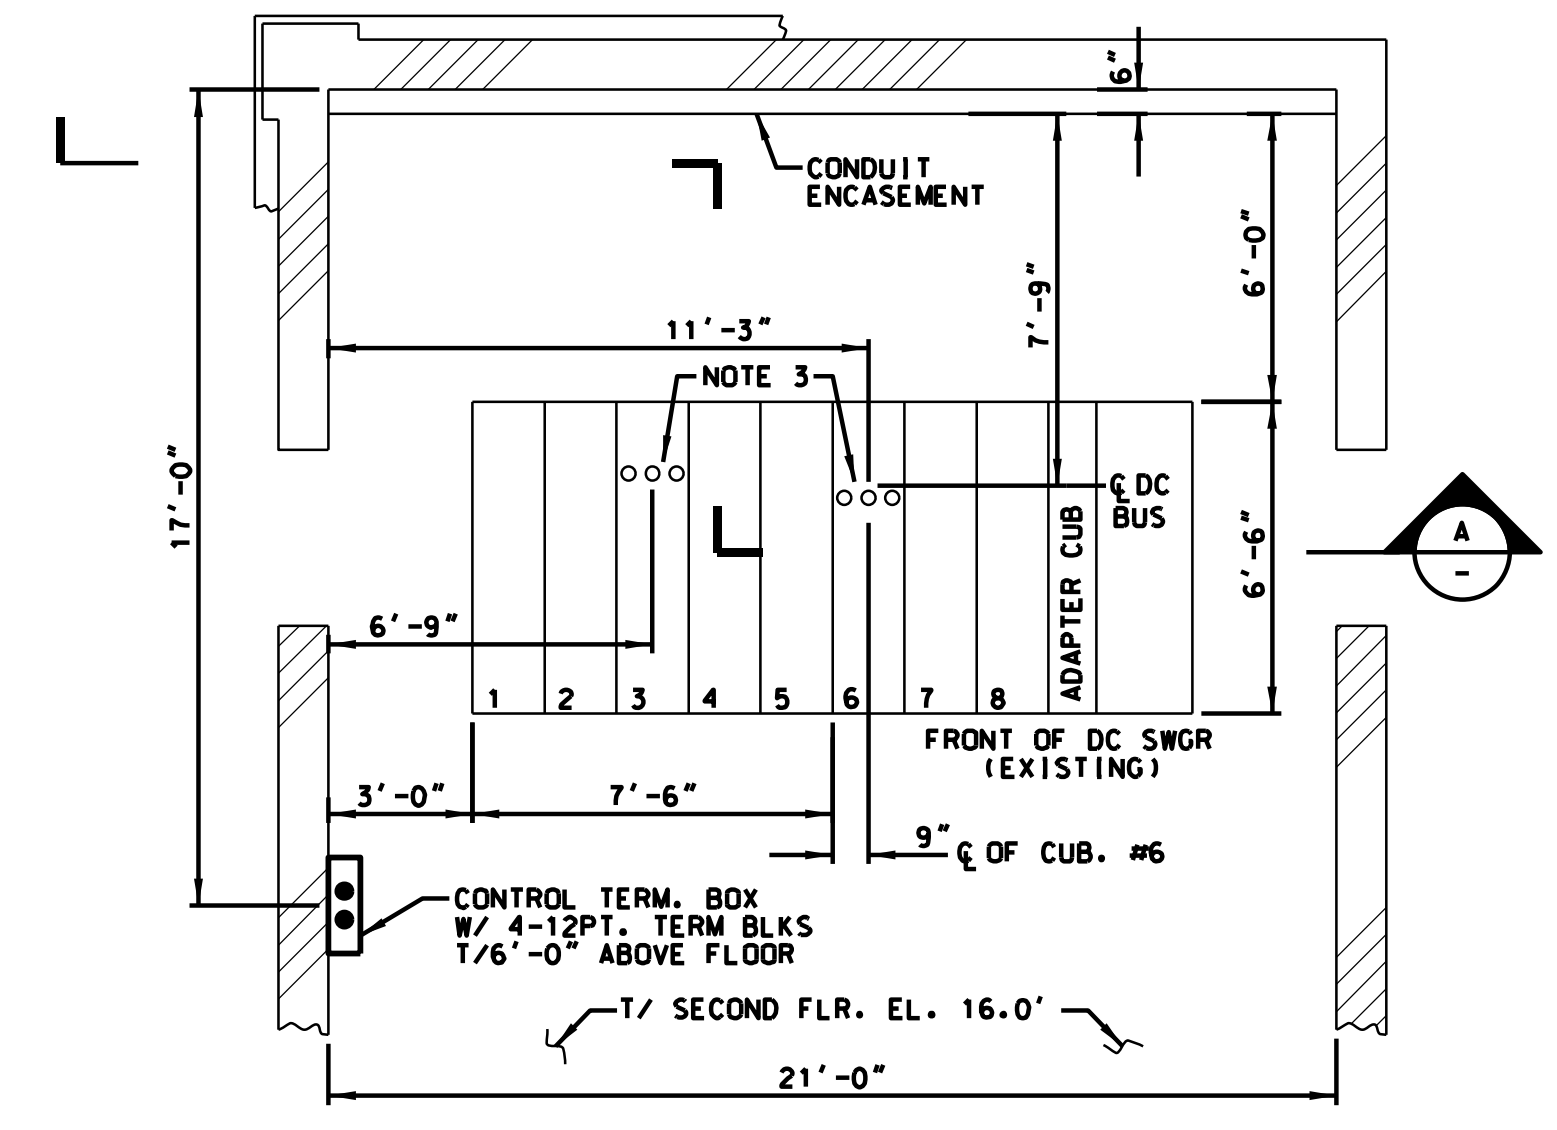 6"
CONDUIT
ENCASEMENT
6'-0"
7'-9"
11'-3"
NOTE 3
17'-0"
℄ DC
BUS
A
-
6'-6"
ADAPTER CUB
6'-9"
1 2 3 4 5 6 7 8
FRONT OF DC SWGR
(EXISTING)
3'-0" 7'-6"
9" ℄ OF CUB. #6
CONTROL TERM. BOX
W/ 4-12PT. TERM BLKS
T/6'-0" ABOVE FLOOR
T/ SECOND FLR. EL. 16.0'
21'-0"